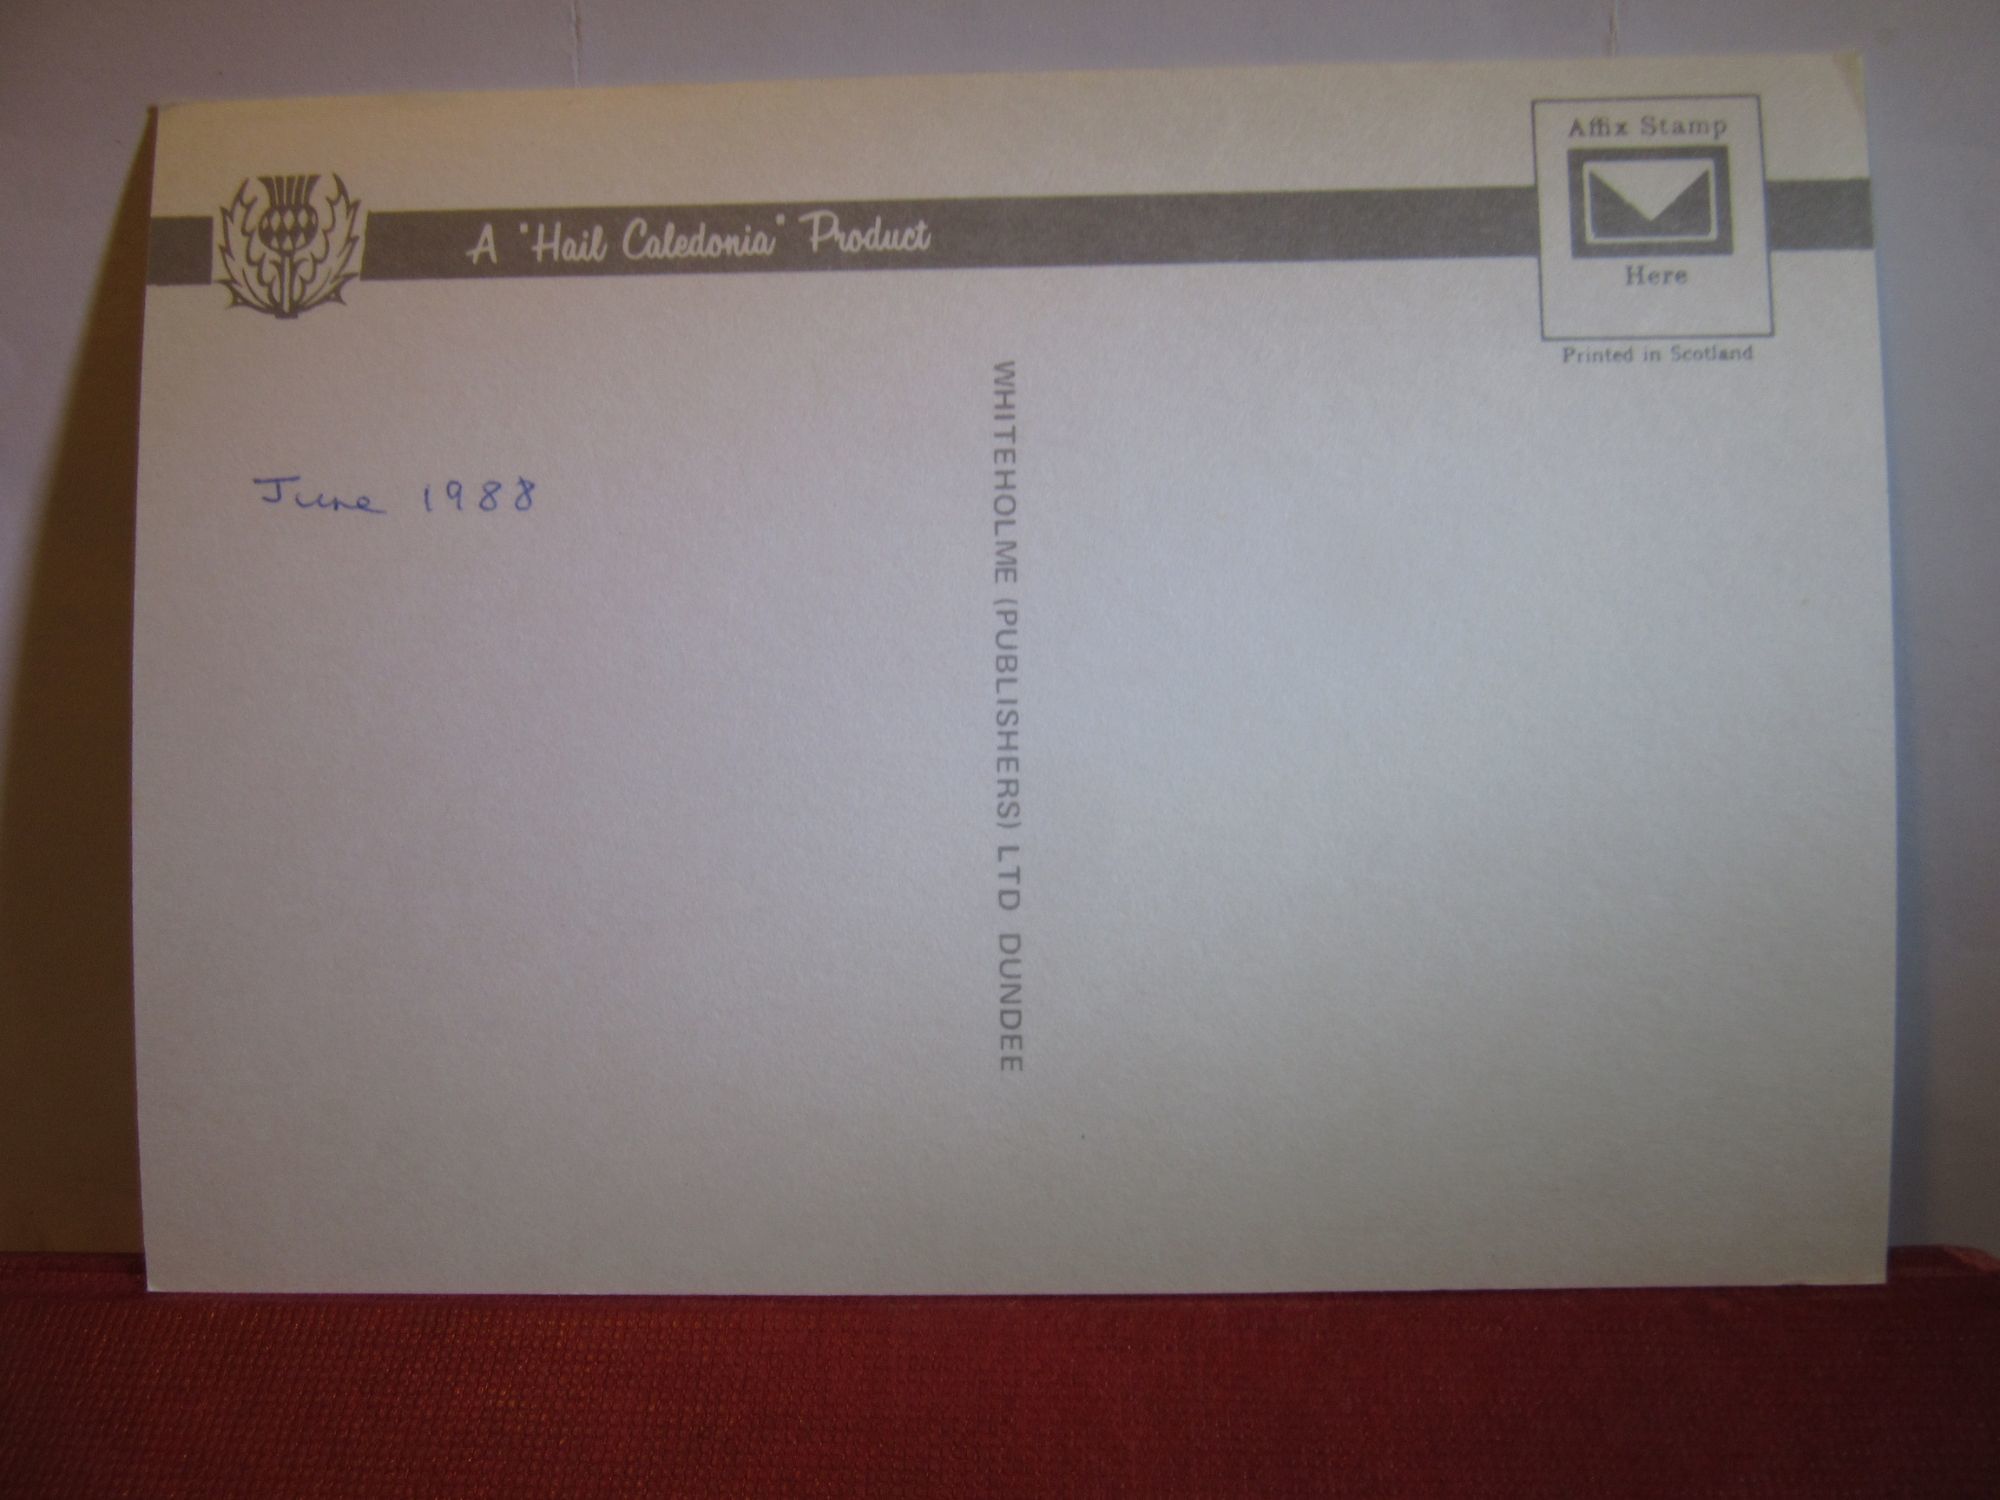 Affix Stamp
Here
A "Hail Caledonia" Product
Printed in Scotland
June 1988
WHITEHOLME (PUBLISHERS) LTD DUNDEE